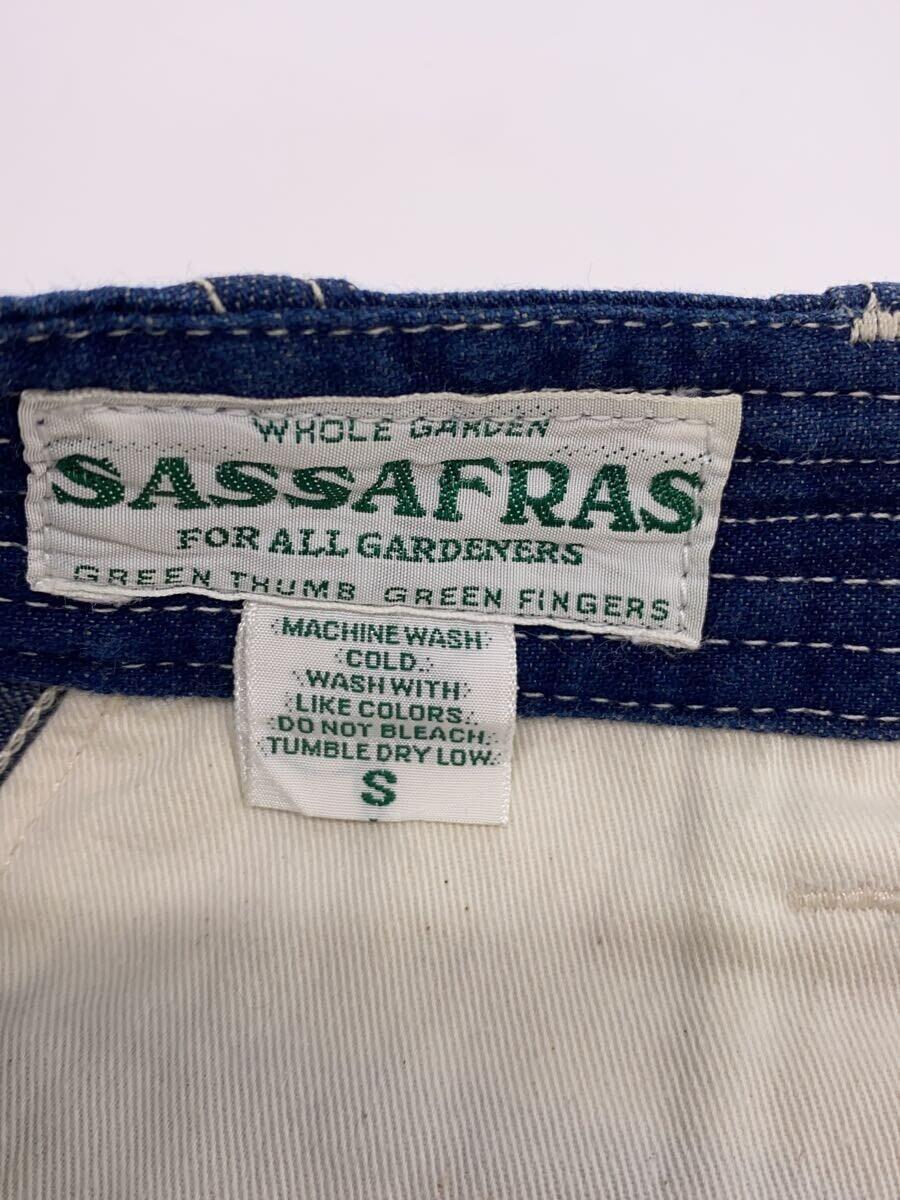 WHOLE GARDEN
SASSAFRAS
FOR ALL GARDENERS
GREEN THUMB GREEN FINGERS
MACHINE WASH
COLD.
WASH WITH
LIKE COLORS.
DO NOT BLEACH.
TUMBLE DRY LOW.
S